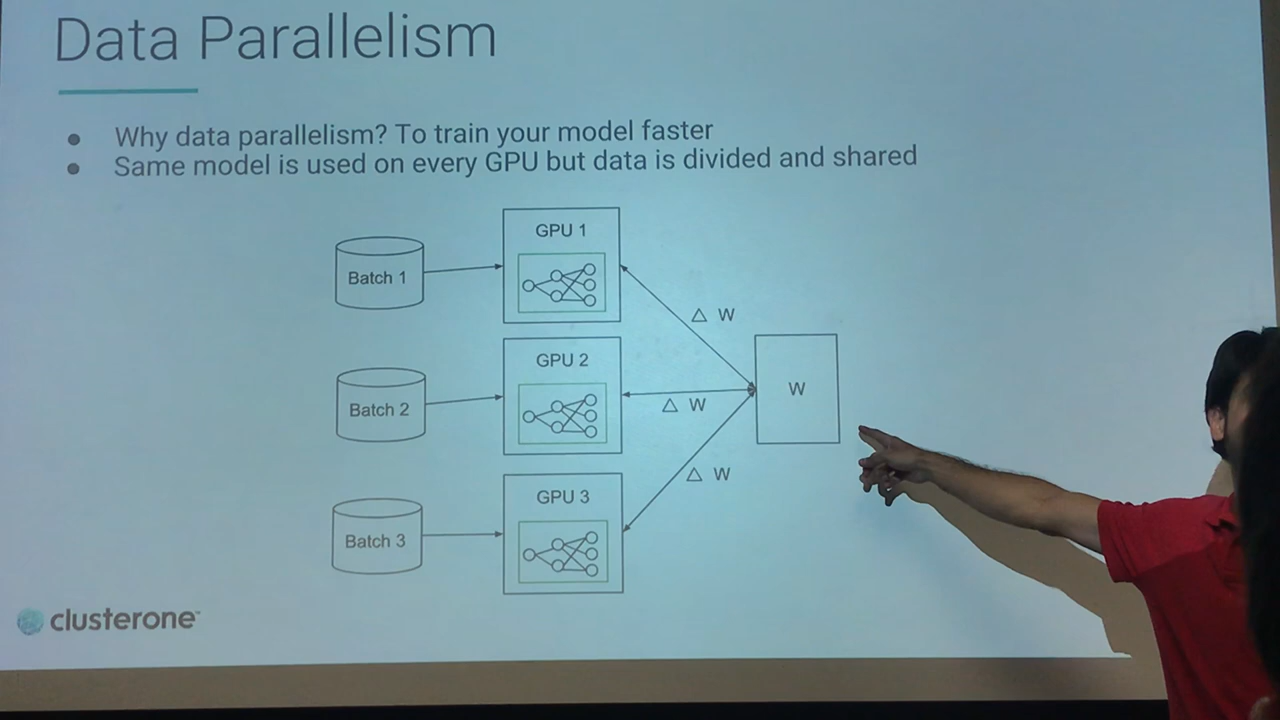 Data Parallelism
● Why data parallelism? To train your model faster
● Same model is used on every GPU but data is divided and shared
GPU 1
Batch 1
△ W
GPU 2
W
Batch 2
△ W
△ W
GPU 3
Batch 3
clusterone™